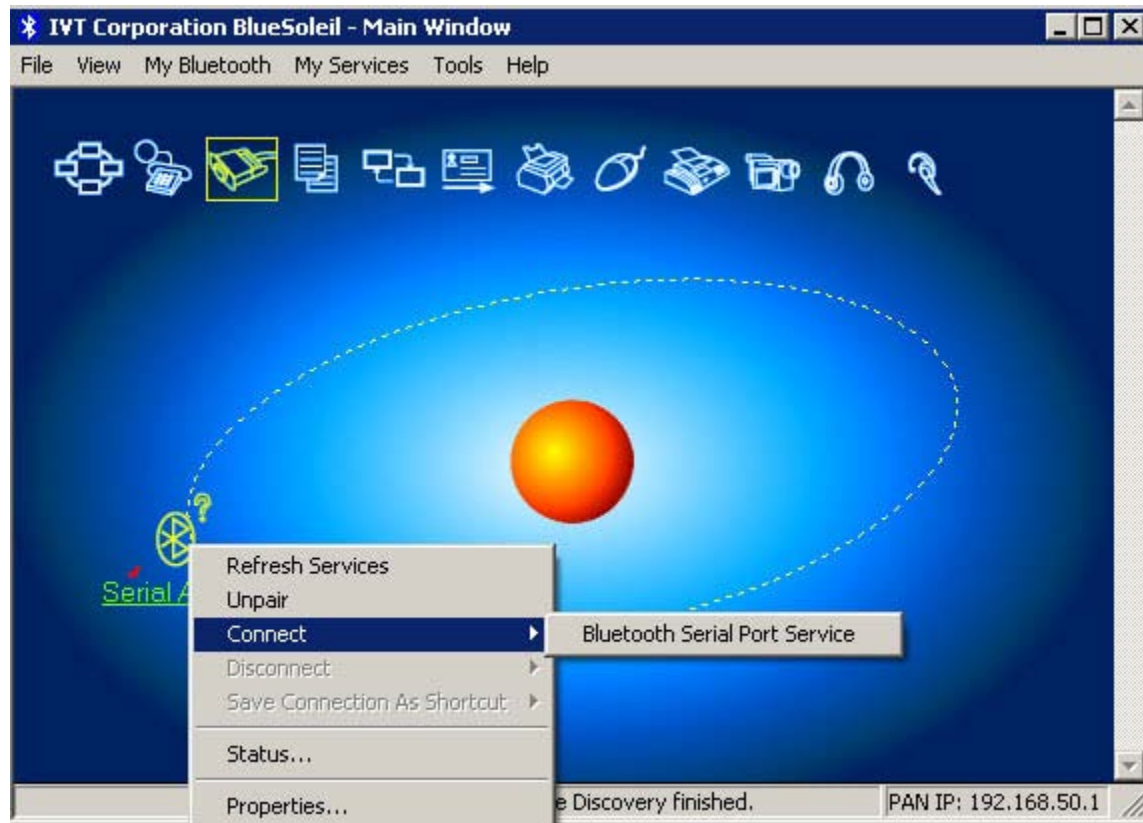 IVT Corporation BlueSoleil - Main Window
File View My Bluetooth My Services Tools Help
Serial
Refresh Services
Unpair
Connect
Bluetooth Serial Port Service
Disconnect
Save Connection As Shortcut
Status...
Properties...
Discovery finished.
PAN IP: 192.168.50.1